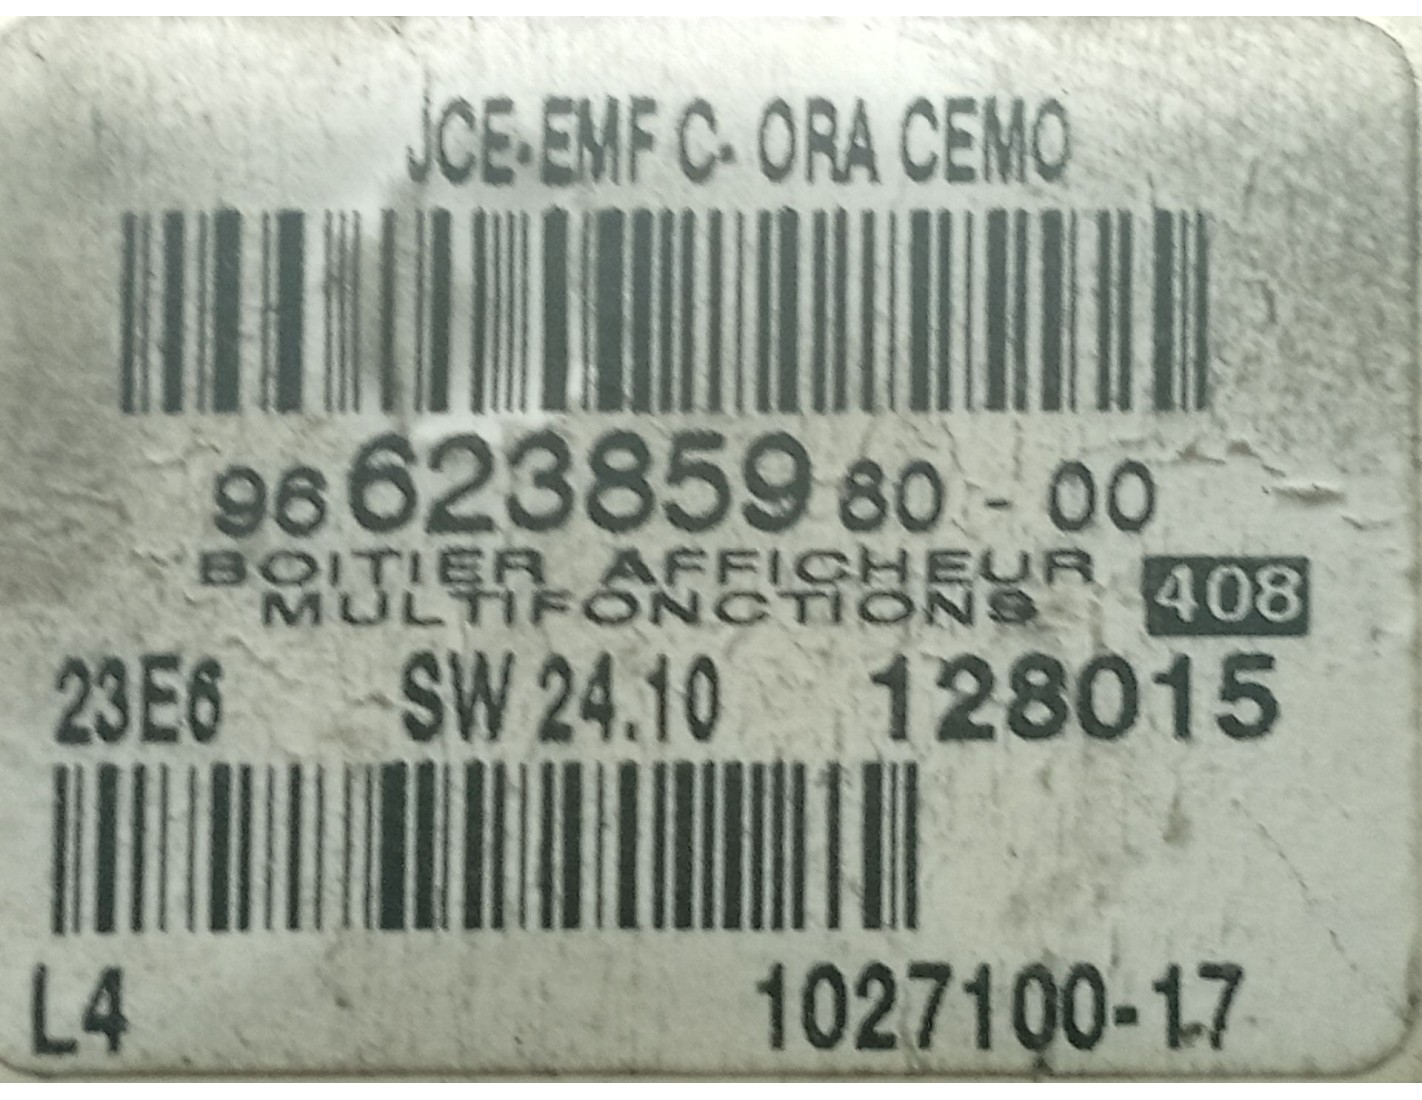 JCE-EMF C- ORA CEMO
96 623859 80 - 00
BOITIER AFFICHEUR
MULTIFONCTIONS 408
23E6 SW 24.10 128015
L4 1027100-17